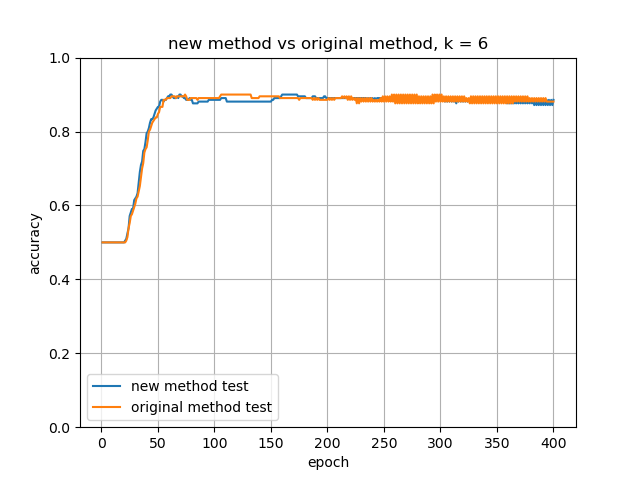 new method vs original method, k = 6
1.0
0.8
0.6
0.4
0.2
0.0
accuracy
new method test
original method test
0 50 100 150 200 250 300 350 400
epoch